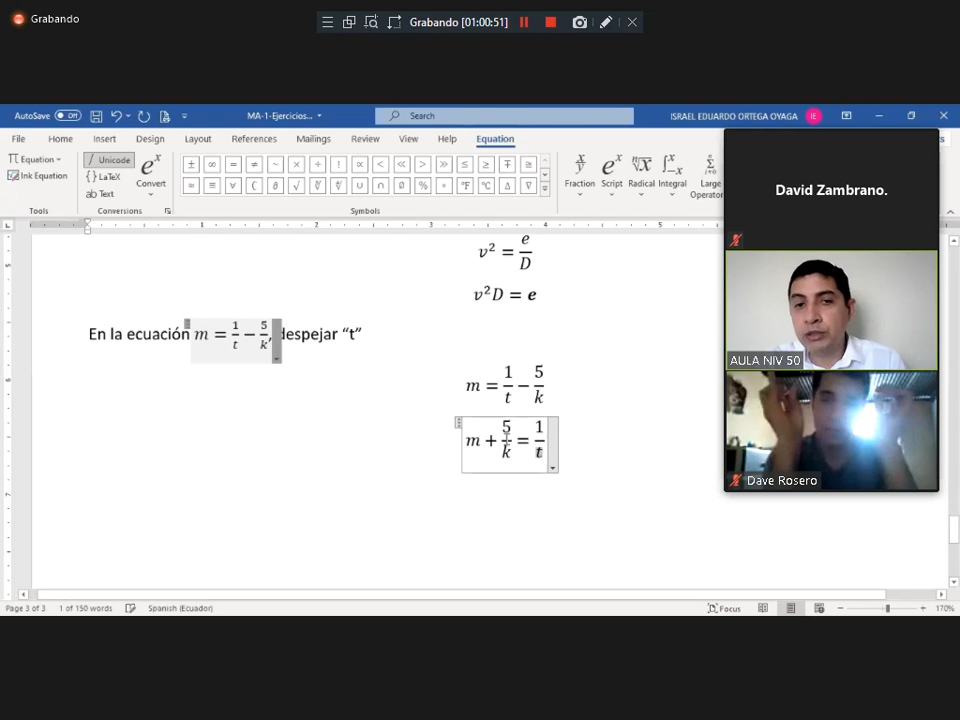 Grabando
Grabando [01:00:51]
AutoSave Off MA-1-Ejercicios... Search ISRAEL EDUARDO ORTEGA OYAGA IE
File Home Insert Design Layout References Mailings Review View Help Equation
Equation Unicode
Ink Equation LaTeX
ab Text
Convert Fraction Script Radical Integral Large Operator
Tools Conversions Symbols
David Zambrano.
v² = e/D
v²D = e
En la ecuación m = 1/t − 5/k, despejar “t”
m = 1/t − 5/k
m + 5/k = 1/t
AULA NIV 50
Dave Rosero
Page 3 of 3 1 of 150 words Spanish (Ecuador) Focus 170%